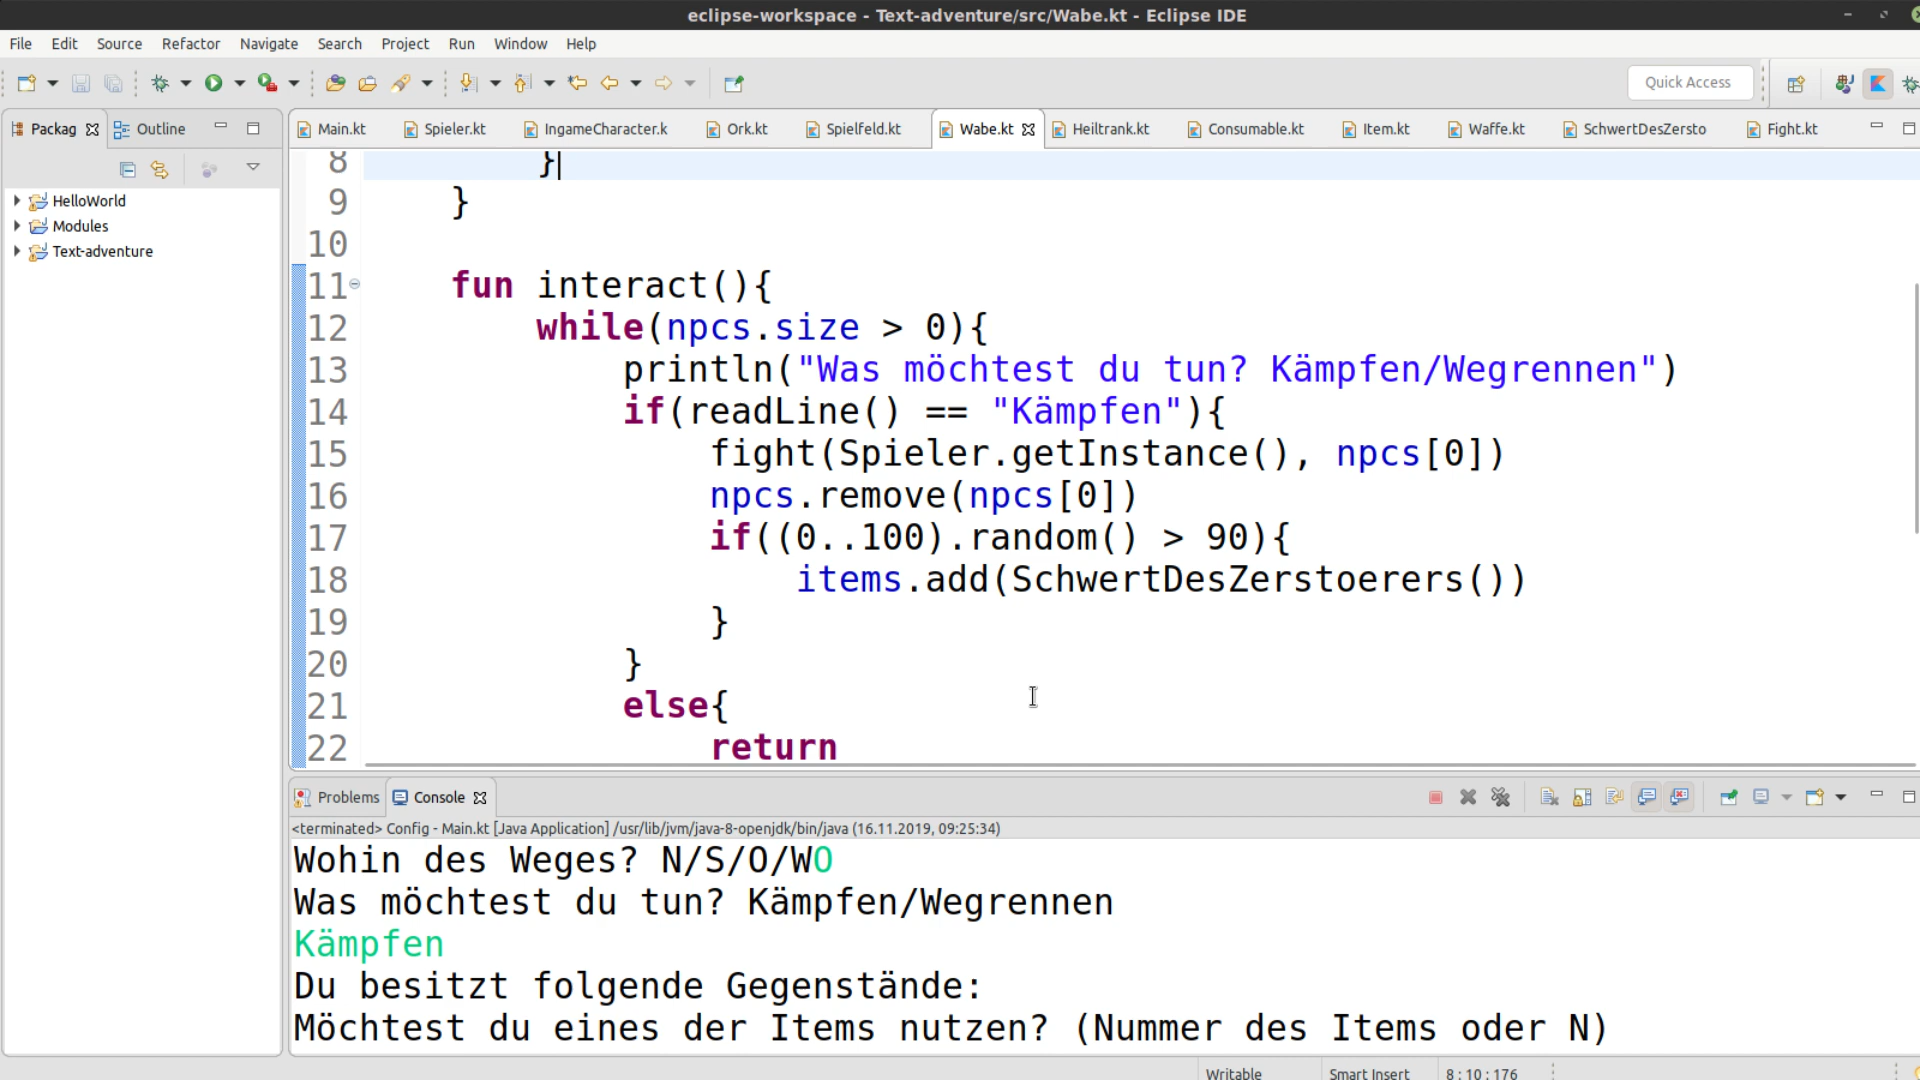 eclipse-workspace - Text-adventure/src/Wabe.kt - Eclipse IDE
File Edit Source Refactor Navigate Search Project Run Window Help
Quick Access
Packag Outline
Main.kt Spieler.kt IngameCharacter.k Ork.kt Spielfeld.kt Wabe.kt Heiltrank.kt Consumable.kt Item.kt Waffe.kt SchwertDesZersto Fight.kt
HelloWorld
Modules
Text-adventure
8 }
9 }
10
11 fun interact(){
12 while(npcs.size > 0){
13 println("Was möchtest du tun? Kämpfen/Wegrennen")
14 if(readLine() == "Kämpfen"){
15 fight(Spieler.getInstance(), npcs[0])
16 npcs.remove(npcs[0])
17 if((0..100).random() > 90){
18 items.add(SchwertDesZerstoerers())
19 }
20 }
21 else{
22 return
Problems Console
<terminated> Config - Main.kt [Java Application] /usr/lib/jvm/java-8-openjdk/bin/java (16.11.2019, 09:25:34)
Wohin des Weges? N/S/O/WO
Was möchtest du tun? Kämpfen/Wegrennen
Kämpfen
Du besitzt folgende Gegenstände:
Möchtest du eines der Items nutzen? (Nummer des Items oder N)
Writable Smart Insert 8 : 10 : 176